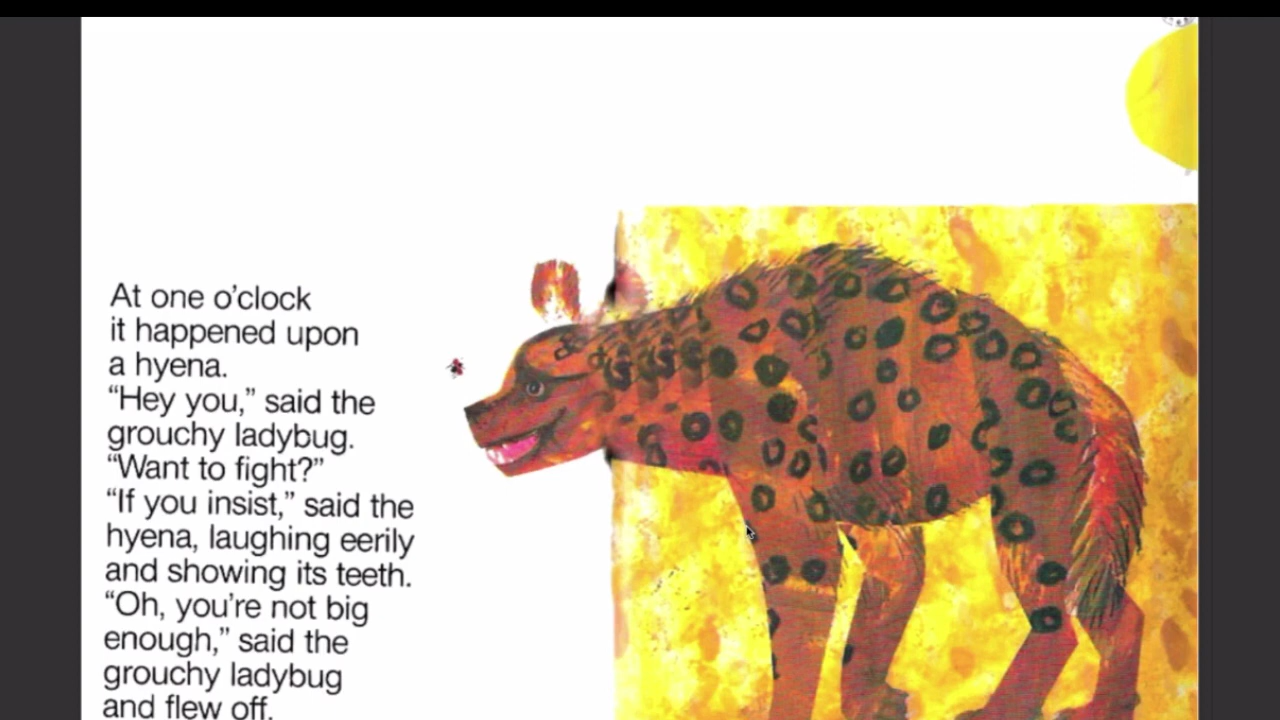 At one o’clock
it happened upon
a hyena.
“Hey you,” said the
grouchy ladybug.
“Want to fight?”
“If you insist,” said the
hyena, laughing eerily
and showing its teeth.
“Oh, you’re not big
enough,” said the
grouchy ladybug
and flew off.